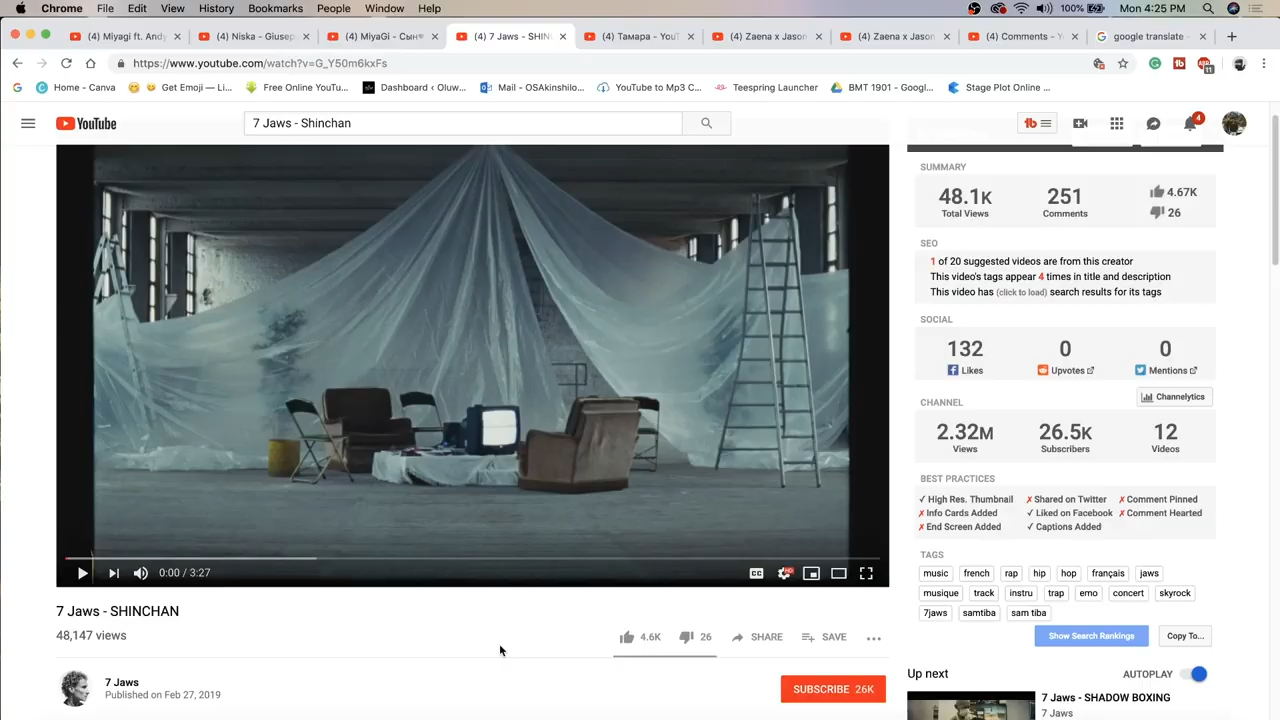 Chrome File Edit View History Bookmarks People Window Help 100% Mon 4:25 PM
(4) Miyagi ft. Andy (4) Niska - Giusep (4) MiyaGi - Сын (4) 7 Jaws - SHIN (4) Тамара - YouT (4) Zaena x Jason (4) Zaena x Jason (4) Comments - Y google translate -
https://www.youtube.com/watch?v=G_Y50m6kxFs
Home - Canva Get Emoji — Li... Free Online YouTu... Dashboard ‹ Oluw... Mail - OSAkinshilo... YouTube to Mp3 C... Teespring Launcher BMT 1901 - Googl... Stage Plot Online ...
YouTube 7 Jaws - Shinchan tb 4
SUMMARY
48.1K 251 4.67K
Total Views Comments 26
SEO
1 of 20 suggested videos are from this creator
This video's tags appear 4 times in title and description
This video has (click to load) search results for its tags
SOCIAL
132 0 0
Likes Upvotes Mentions
CHANNEL Channelytics
2.32M 26.5K 12
Views Subscribers Videos
BEST PRACTICES
✓ High Res. Thumbnail ✗ Shared on Twitter ✗ Comment Pinned
✗ Info Cards Added ✓ Liked on Facebook ✗ Comment Hearted
✗ End Screen Added ✓ Captions Added
TAGS
music french rap hip hop français jaws
musique track instru trap emo concert skyrock
7jaws samtiba sam tiba
Show Search Rankings Copy To...
0:00 / 3:27 CC HD
7 Jaws - SHINCHAN
48,147 views 4.6K 26 SHARE SAVE
7 Jaws
Published on Feb 27, 2019
SUBSCRIBE 26K
Up next AUTOPLAY
7 Jaws - SHADOW BOXING
7 Jaws